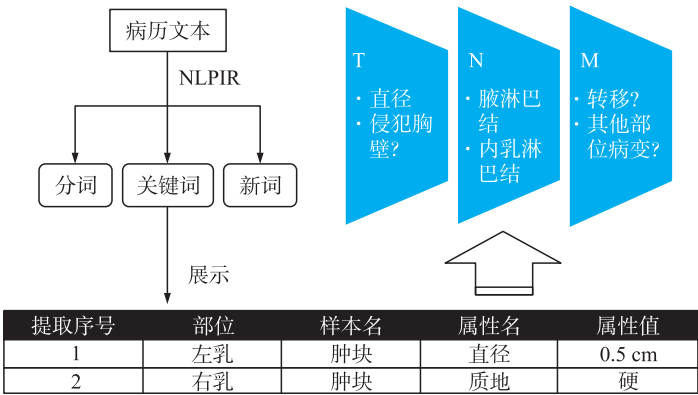 病历文本
NLPIR
分词
关键词
新词
展示
T
· 直径
· 侵犯胸
壁?
N
· 腋淋巴
结
· 内乳淋
巴结
M
· 转移?
· 其他部
位病变?
提取序号 部位 样本名 属性名 属性值
1 左乳 肿块 直径 0.5 cm
2 右乳 肿块 质地 硬